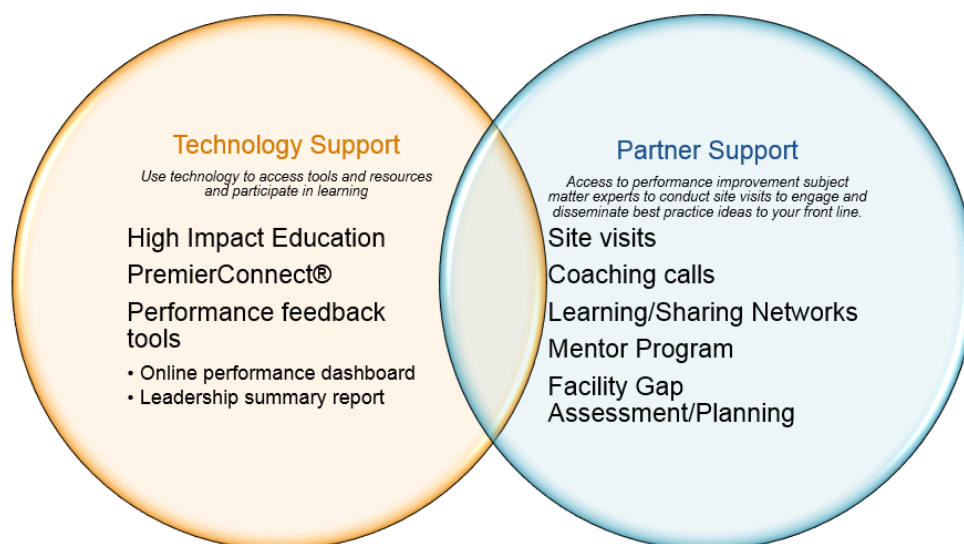 Technology Support
Use technology to access tools and resources
and participate in learning
High Impact Education
PremierConnect®
Performance feedback
tools
• Online performance dashboard
• Leadership summary report
Partner Support
Access to performance improvement subject
matter experts to conduct site visits to engage and
disseminate best practice ideas to your front line.
Site visits
Coaching calls
Learning/Sharing Networks
Mentor Program
Facility Gap
Assessment/Planning